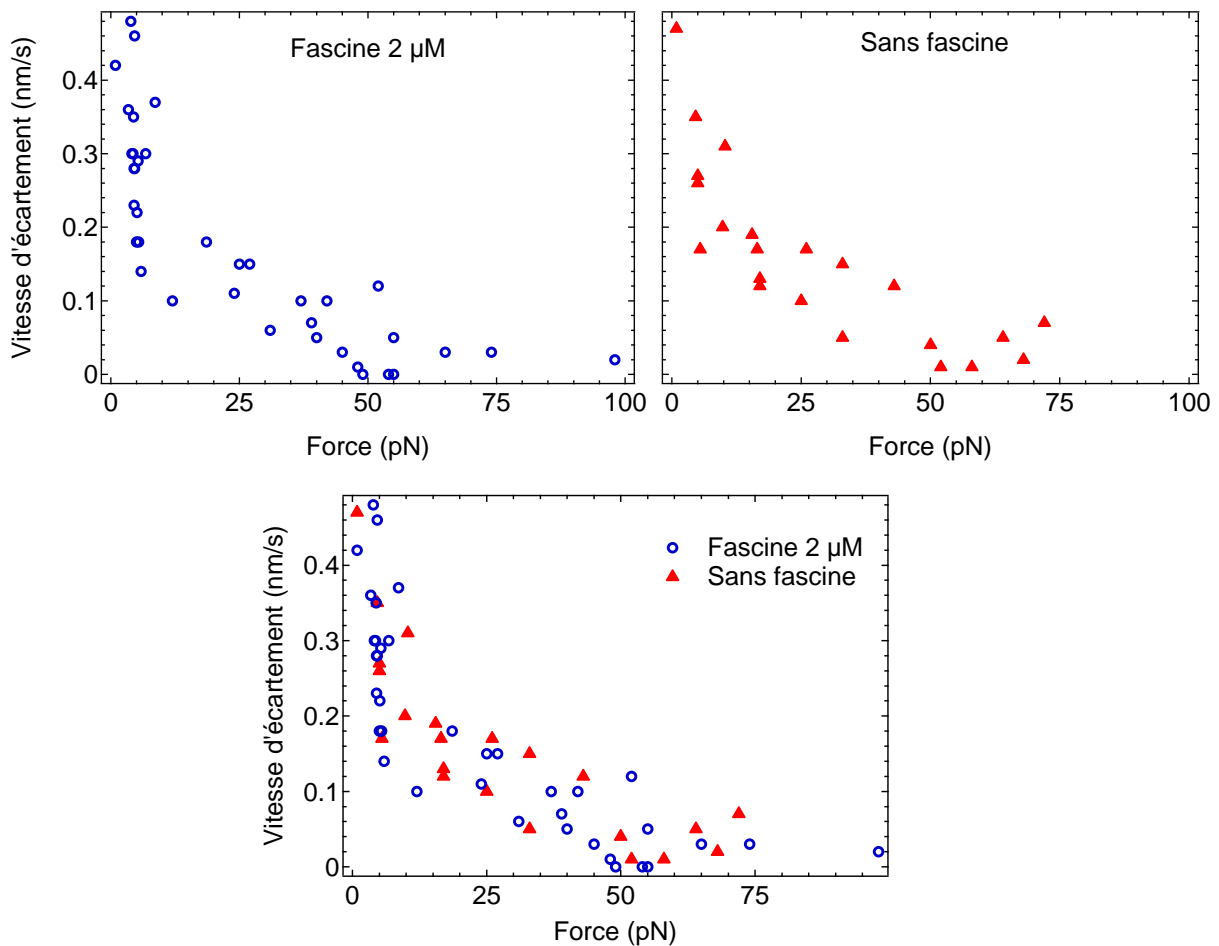 Fascine 2 µM
Vitesse d'écartement (nm/s)
0.4
0.3
0.2
0.1
0
0 25 50 75 100
Force (pN)
Sans fascine
0 25 50 75 100
Force (pN)
Vitesse d'écartement (nm/s)
0.4
0.3
0.2
0.1
0
Fascine 2 µM
Sans fascine
0 25 50 75
Force (pN)